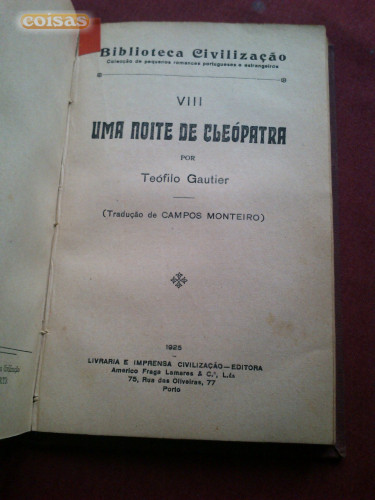 coisas
Biblioteca Civilização
Colecção de pequenos romances portugueses e estrangeiros
VIII
UMA NOITE DE CLEÓPATRA
POR
Teófilo Gautier
(Tradução de CAMPOS MONTEIRO)
1925
LIVRARIA E IMPRENSA CIVILIZAÇÃO—EDITORA
Americo Fraga Lamares & C.ª, L.da
75, Rua das Oliveiras, 77
Porto